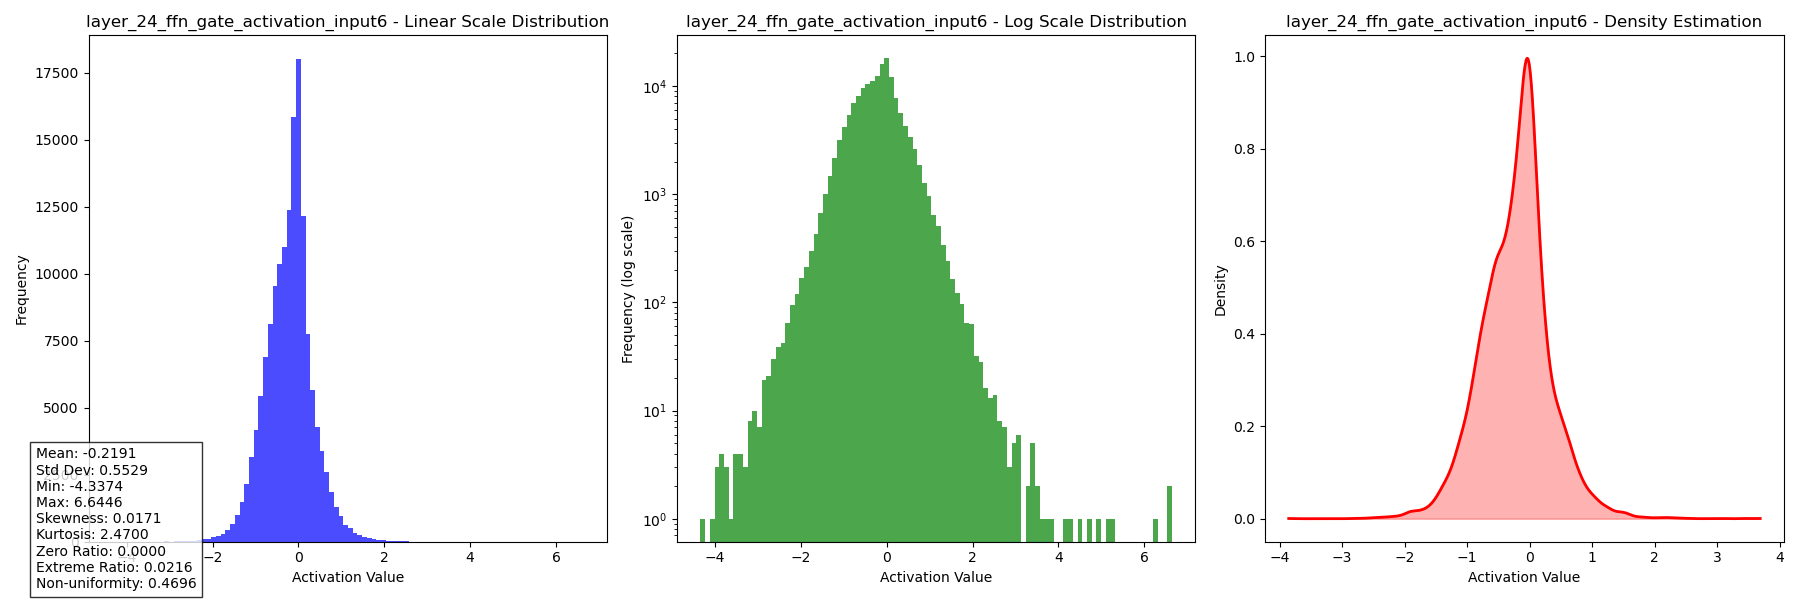 layer_24_ffn_gate_activation_input6 - Linear Scale Distribution
Frequency
17500
15000
12500
10000
7500
5000
2500
0
−4 −2 0 2 4 6
Activation Value
Mean: -0.2191
Std Dev: 0.5529
Min: -4.3374
Max: 6.6446
Skewness: 0.0171
Kurtosis: 2.4700
Zero Ratio: 0.0000
Extreme Ratio: 0.0216
Non-uniformity: 0.4696
layer_24_ffn_gate_activation_input6 - Log Scale Distribution
Frequency (log scale)
10⁴
10³
10²
10¹
10⁰
−4 −2 0 2 4 6
Activation Value
layer_24_ffn_gate_activation_input6 - Density Estimation
Density
1.0
0.8
0.6
0.4
0.2
0.0
−4 −3 −2 −1 0 1 2 3 4
Activation Value